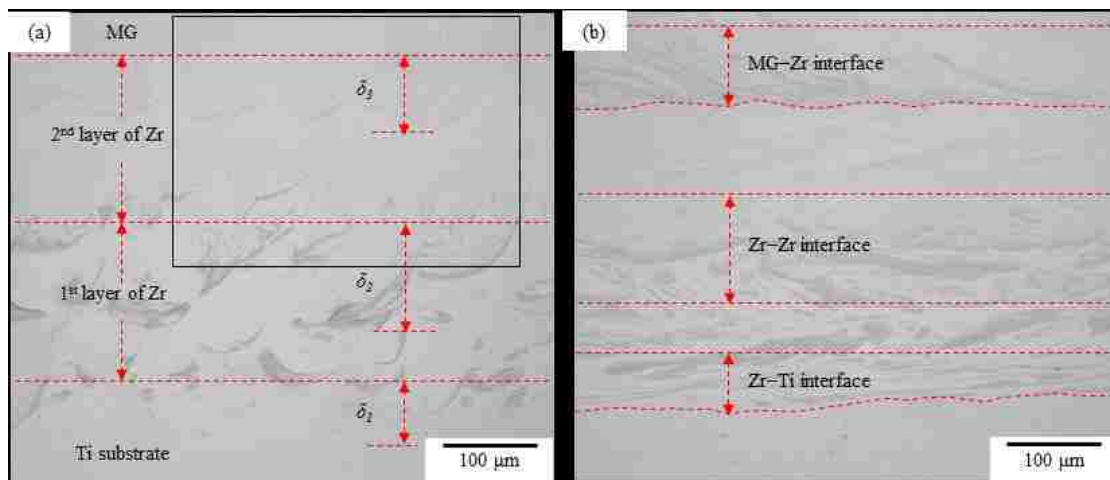 (a)
MG
δ3
2nd layer of Zr
1st layer of Zr
δ2
δ1
Ti substrate
100 μm
(b)
MG−Zr interface
Zr−Zr interface
Zr−Ti interface
100 μm